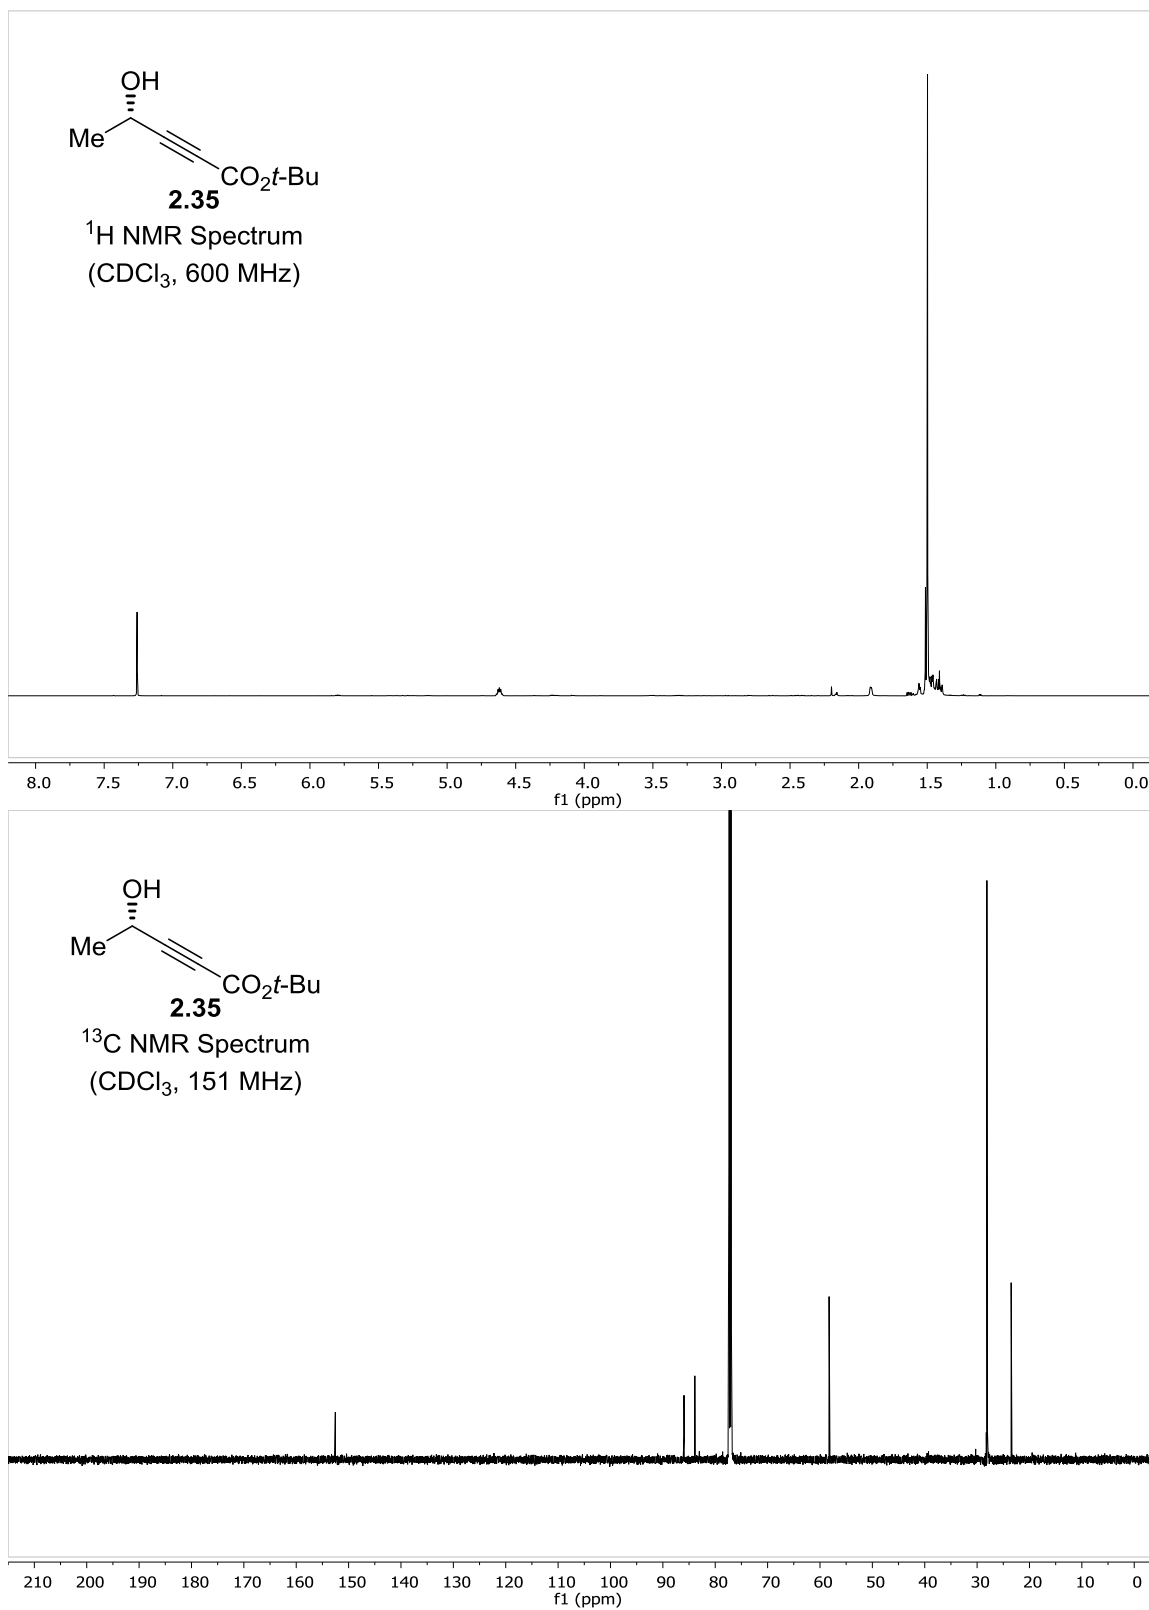 OH
Me
CO₂t-Bu
2.35
¹H NMR Spectrum
(CDCl₃, 600 MHz)
8.0 7.5 7.0 6.5 6.0 5.5 5.0 4.5 4.0 3.5 3.0 2.5 2.0 1.5 1.0 0.5 0.0
f1 (ppm)
OH
Me
CO₂t-Bu
2.35
¹³C NMR Spectrum
(CDCl₃, 151 MHz)
210 200 190 180 170 160 150 140 130 120 110 100 90 80 70 60 50 40 30 20 10 0
f1 (ppm)